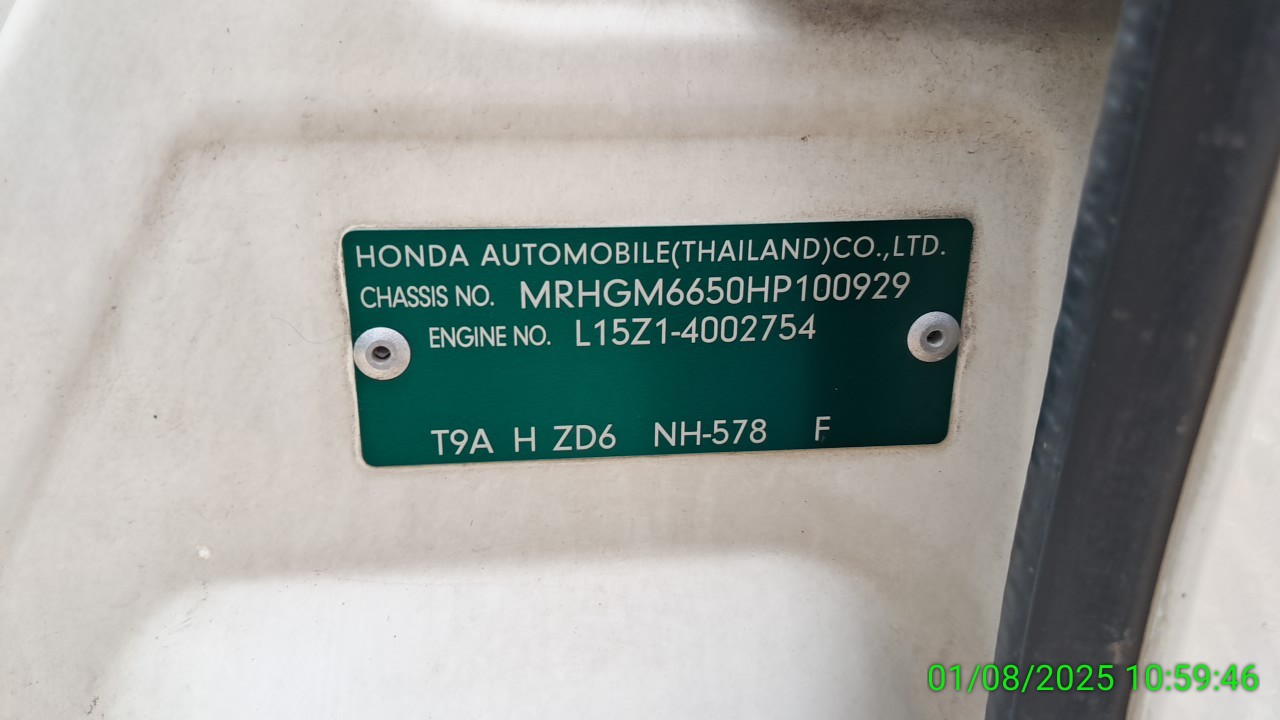 HONDA AUTOMOBILE(THAILAND)CO.,LTD.
CHASSIS NO. MRHGM6650HP100929
ENGINE NO. L15Z1-4002754
T9A H ZD6 NH-578 F
01/08/2025 10:59:46